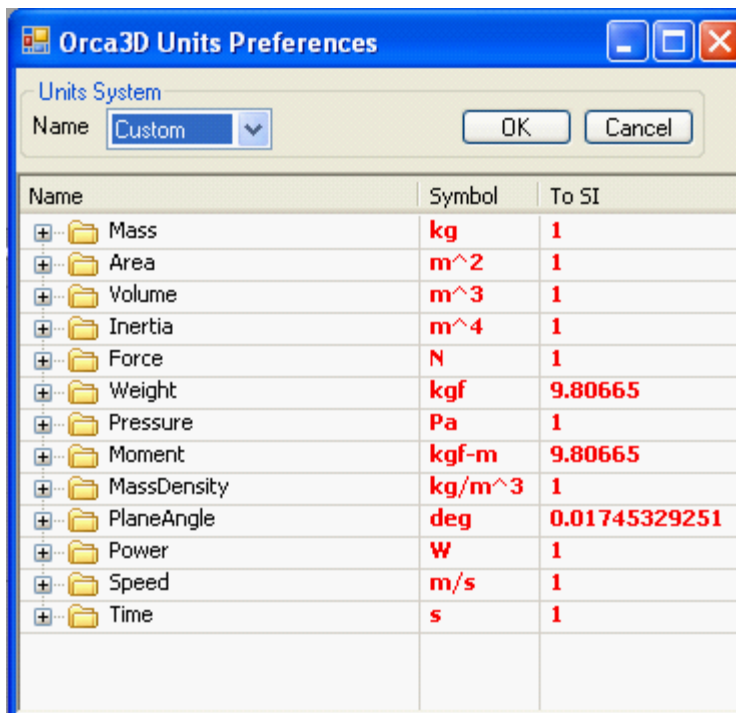 Orca3D Units Preferences
Units System
Name Custom OK Cancel
Name Symbol To SI
Mass kg 1
Area m^2 1
Volume m^3 1
Inertia m^4 1
Force N 1
Weight kgf 9.80665
Pressure Pa 1
Moment kgf-m 9.80665
MassDensity kg/m^3 1
PlaneAngle deg 0.01745329251
Power W 1
Speed m/s 1
Time s 1